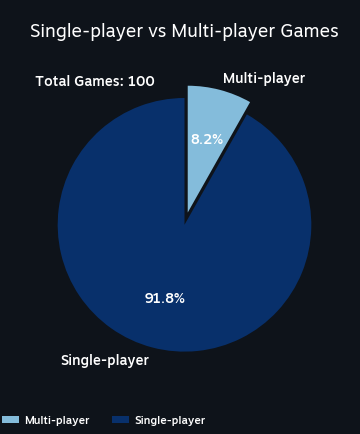 Single-player vs Multi-player Games
Total Games: 100
Multi-player
8.2%
91.8%
Single-player
Multi-player
Single-player